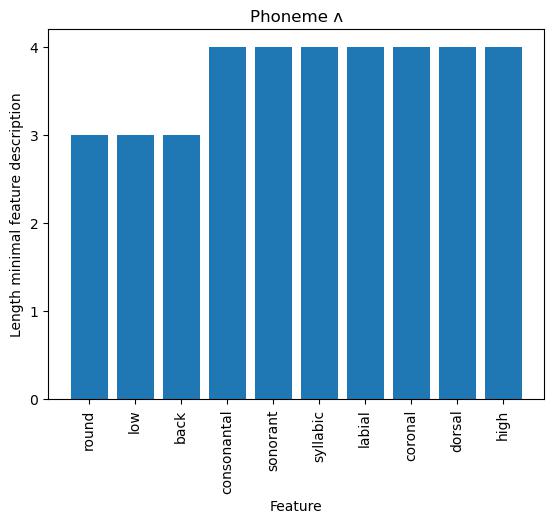 Phoneme ʌ
Length minimal feature description
4
3
2
1
0
round
low
back
consonantal
sonorant
syllabic
labial
coronal
dorsal
high
Feature